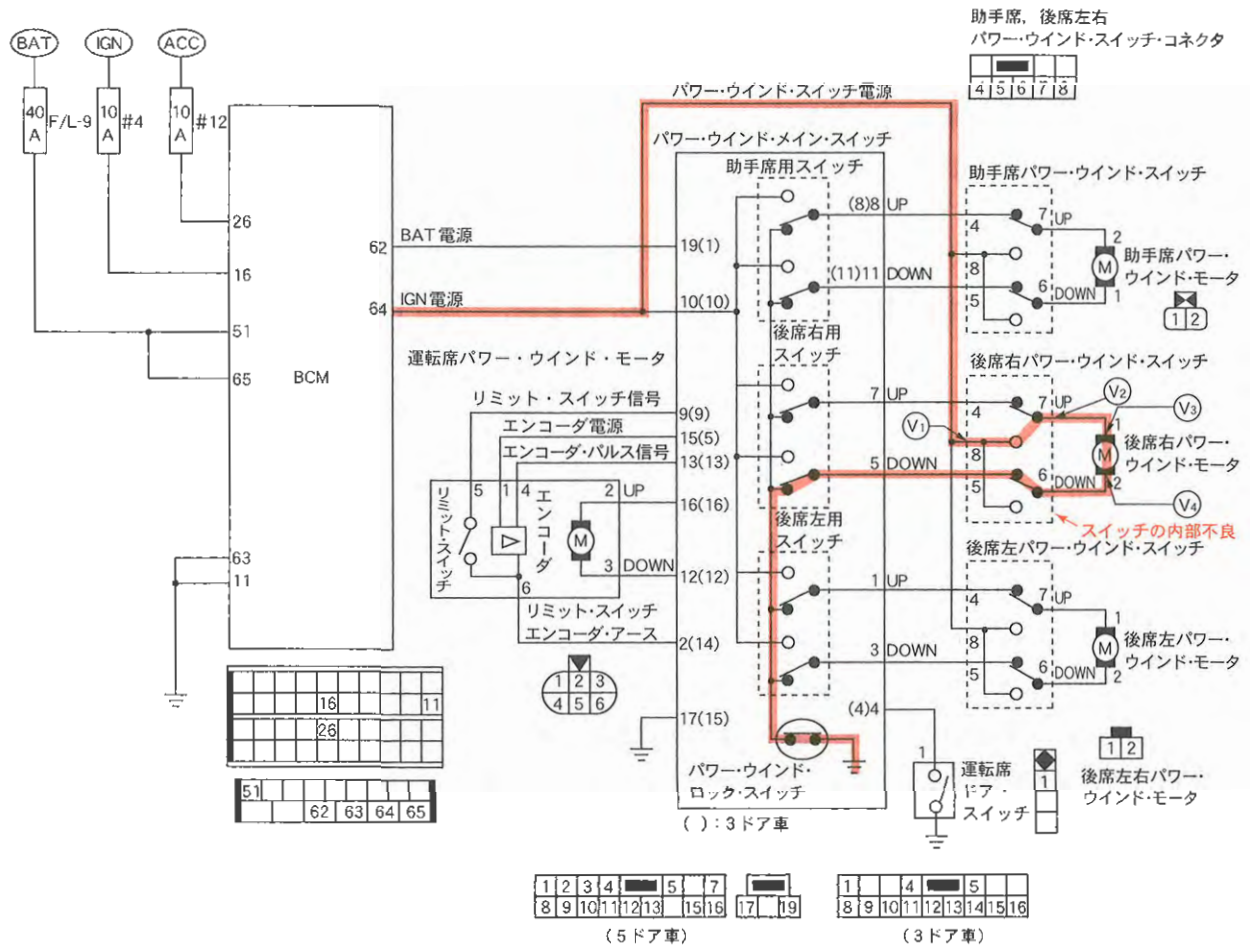 助手席，後席左右
パワー・ウインド・スイッチ・コネクタ
4 5 6 7 8
BAT IGN ACC
40A F/L-9
10A #4
10A #12
パワー・ウインド・スイッチ電源
パワー・ウインド・メイン・スイッチ
助手席用スイッチ
助手席パワー・ウインド・スイッチ
26
16
51
65
BCM
62 BAT電源 19(1)
64 IGN電源 10(10)
(8)8 UP
(11)11 DOWN
4 7 UP
8
5 6 DOWN
2
M
1
助手席パワー・
ウインド・モータ
1 2
運転席パワー・ウインド・モータ
リミット・スイッチ信号 9(9)
エンコーダ電源 15(5)
エンコーダ・パルス信号 13(13)
5 1 4
リミット・スイッチ
エンコーダ
2 UP 16(16)
M
3 DOWN 12(12)
6
リミット・スイッチ
エンコーダ・アース 2(14)
後席右用
スイッチ
7 UP
5 DOWN
後席右パワー・ウインド・スイッチ
4 7 UP
8
5 6 DOWN
V1
V2
V3
V4
1
M
2
後席右パワー・
ウインド・モータ
スイッチの内部不良
後席左用
スイッチ
1 UP
3 DOWN
後席左パワー・ウインド・スイッチ
4 7 UP
8
5 6 DOWN
1
M
2
後席左パワー・
ウインド・モータ
63
11
16 11
26
51
62 63 64 65
1 2 3
4 5 6
17(15)
(4)4
パワー・ウインド・
ロック・スイッチ
( )：3ドア車
1
運転席
ドア・
スイッチ
1
1 2
後席左右パワー・
ウインド・モータ
1 2 3 4 5 7
8 9 10 11 12 13 15 16
17 19
(5ドア車)
1 4 5
8 9 10 11 12 13 14 15 16
(3ドア車)